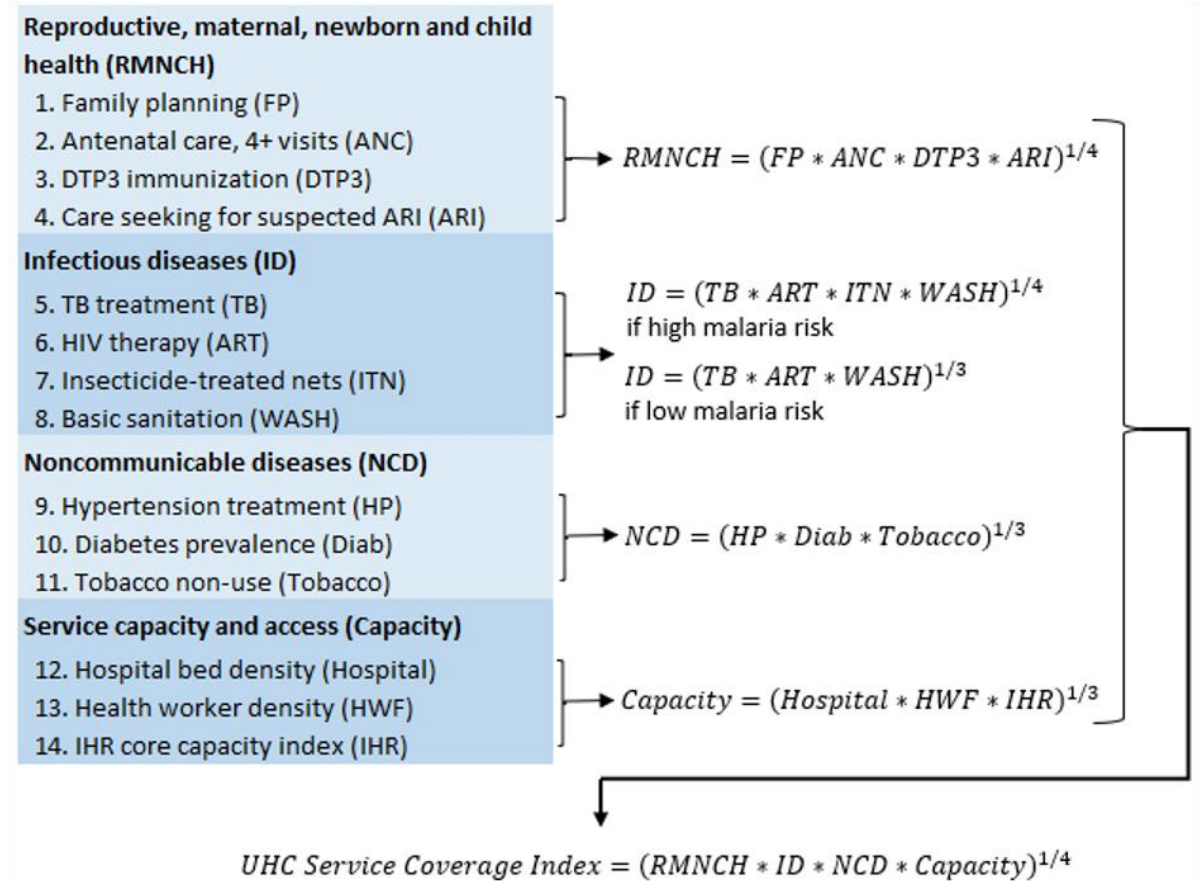 Reproductive, maternal, newborn and child
health (RMNCH)
1. Family planning (FP)
2. Antenatal care, 4+ visits (ANC)
3. DTP3 immunization (DTP3)
4. Care seeking for suspected ARI (ARI)
RMNCH = (FP * ANC * DTP3 * ARI)^{1/4}
Infectious diseases (ID)
5. TB treatment (TB)
6. HIV therapy (ART)
7. Insecticide-treated nets (ITN)
8. Basic sanitation (WASH)
ID = (TB * ART * ITN * WASH)^{1/4}
if high malaria risk
ID = (TB * ART * WASH)^{1/3}
if low malaria risk
Noncommunicable diseases (NCD)
9. Hypertension treatment (HP)
10. Diabetes prevalence (Diab)
11. Tobacco non-use (Tobacco)
NCD = (HP * Diab * Tobacco)^{1/3}
Service capacity and access (Capacity)
12. Hospital bed density (Hospital)
13. Health worker density (HWF)
14. IHR core capacity index (IHR)
Capacity = (Hospital * HWF * IHR)^{1/3}
UHC Service Coverage Index = (RMNCH * ID * NCD * Capacity)^{1/4}